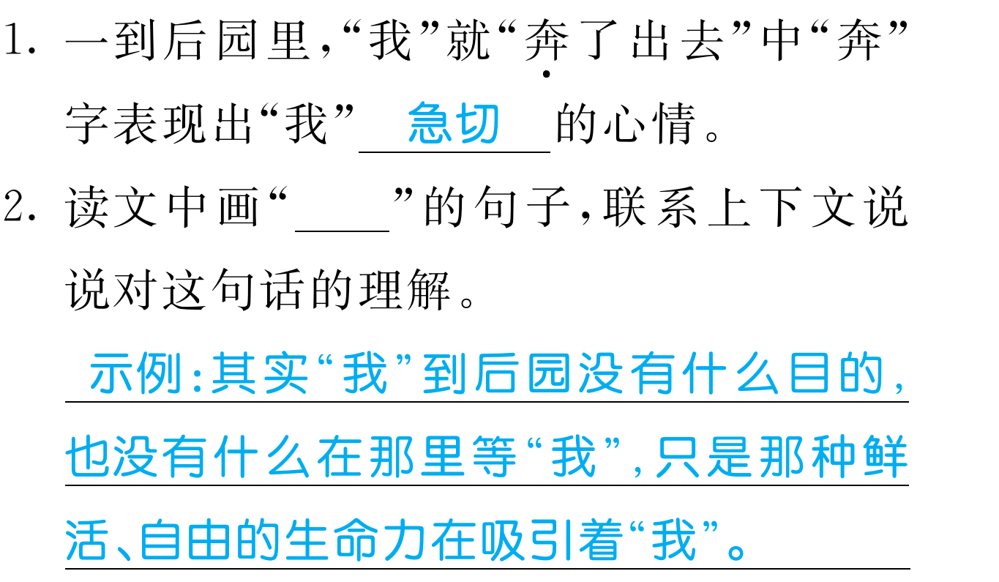 1. 一到后园里，“我”就“奔了出去”中“奔”
字表现出“我”  急切  的心情。
2. 读文中画“____”的句子，联系上下文说
说对这句话的理解。
示例：其实“我”到后园没有什么目的，
也没有什么在那里等“我”，只是那种鲜
活、自由的生命力在吸引着“我”。